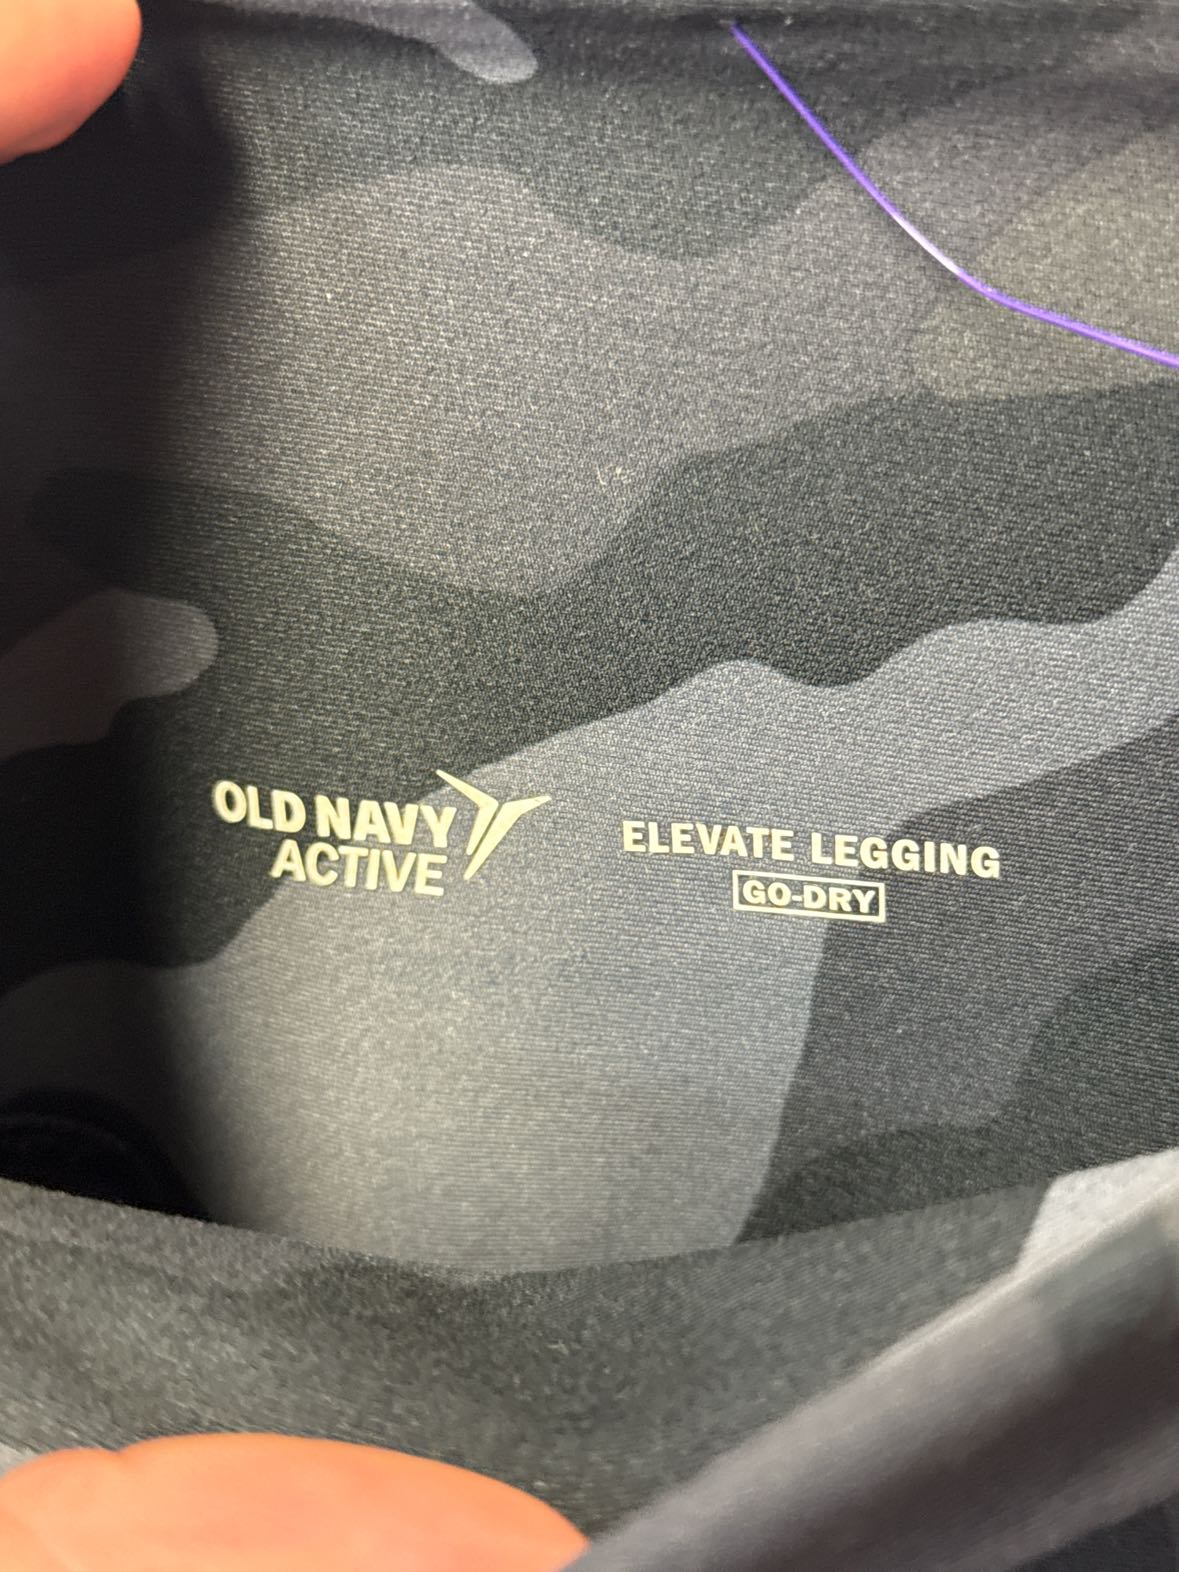 OLD NAVY
ACTIVE
ELEVATE LEGGING
GO-DRY